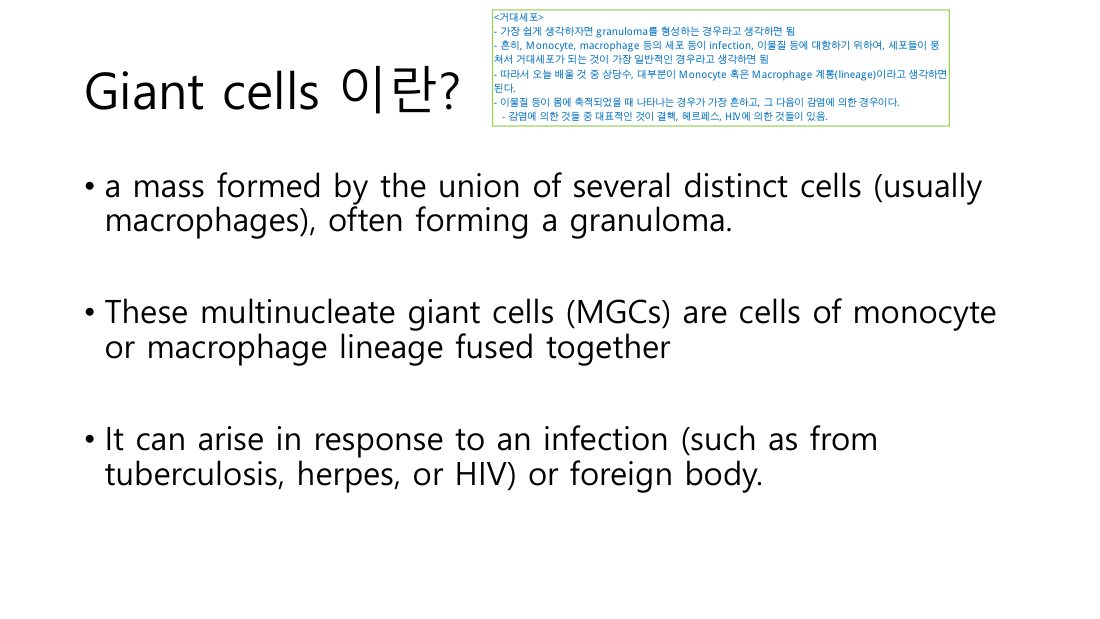 Giant cells 이란?
<거대세포>
- 가장 쉽게 생각하자면 granuloma를 형성하는 경우라고 생각하면 됨
- 흔히, Monocyte, macrophage 등의 세포 등이 infection, 이물질 등에 대항하기 위하여, 세포들이 뭉
쳐서 거대세포가 되는 것이 가장 일반적인 경우라고 생각하면 됨
- 따라서 오늘 배울 것 중 상당수, 대부분이 Monocyte 혹은 Macrophage 계통(lineage)이라고 생각하면
된다.
- 이물질 등이 몸에 축적되었을 때 나타나는 경우가 가장 흔하고, 그 다음이 감염에 의한 경우이다.
- 감염에 의한 것들 중 대표적인 것이 결핵, 헤르페스, HIV에 의한 것들이 있음.
• a mass formed by the union of several distinct cells (usually
macrophages), often forming a granuloma.
• These multinucleate giant cells (MGCs) are cells of monocyte
or macrophage lineage fused together
• It can arise in response to an infection (such as from
tuberculosis, herpes, or HIV) or foreign body.